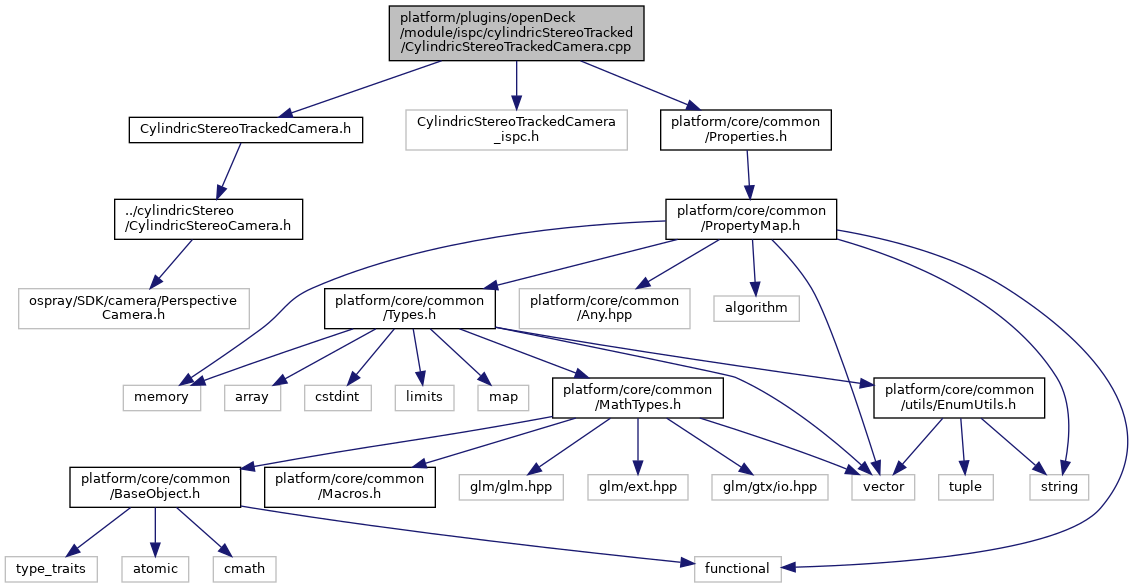 platform/plugins/openDeck
/module/ispc/cylindricStereoTracked
/CylindricStereoTrackedCamera.cpp
CylindricStereoTrackedCamera.h
CylindricStereoTrackedCamera
_ispc.h
platform/core/common
/Properties.h
../cylindricStereo
/CylindricStereoCamera.h
platform/core/common
/PropertyMap.h
ospray/SDK/camera/Perspective
Camera.h
platform/core/common
/Types.h
platform/core/common
/Any.hpp
algorithm
memory
array
cstdint
limits
map
platform/core/common
/MathTypes.h
platform/core/common
/utils/EnumUtils.h
platform/core/common
/BaseObject.h
platform/core/common
/Macros.h
glm/glm.hpp
glm/ext.hpp
glm/gtx/io.hpp
vector
tuple
string
type_traits
atomic
cmath
functional